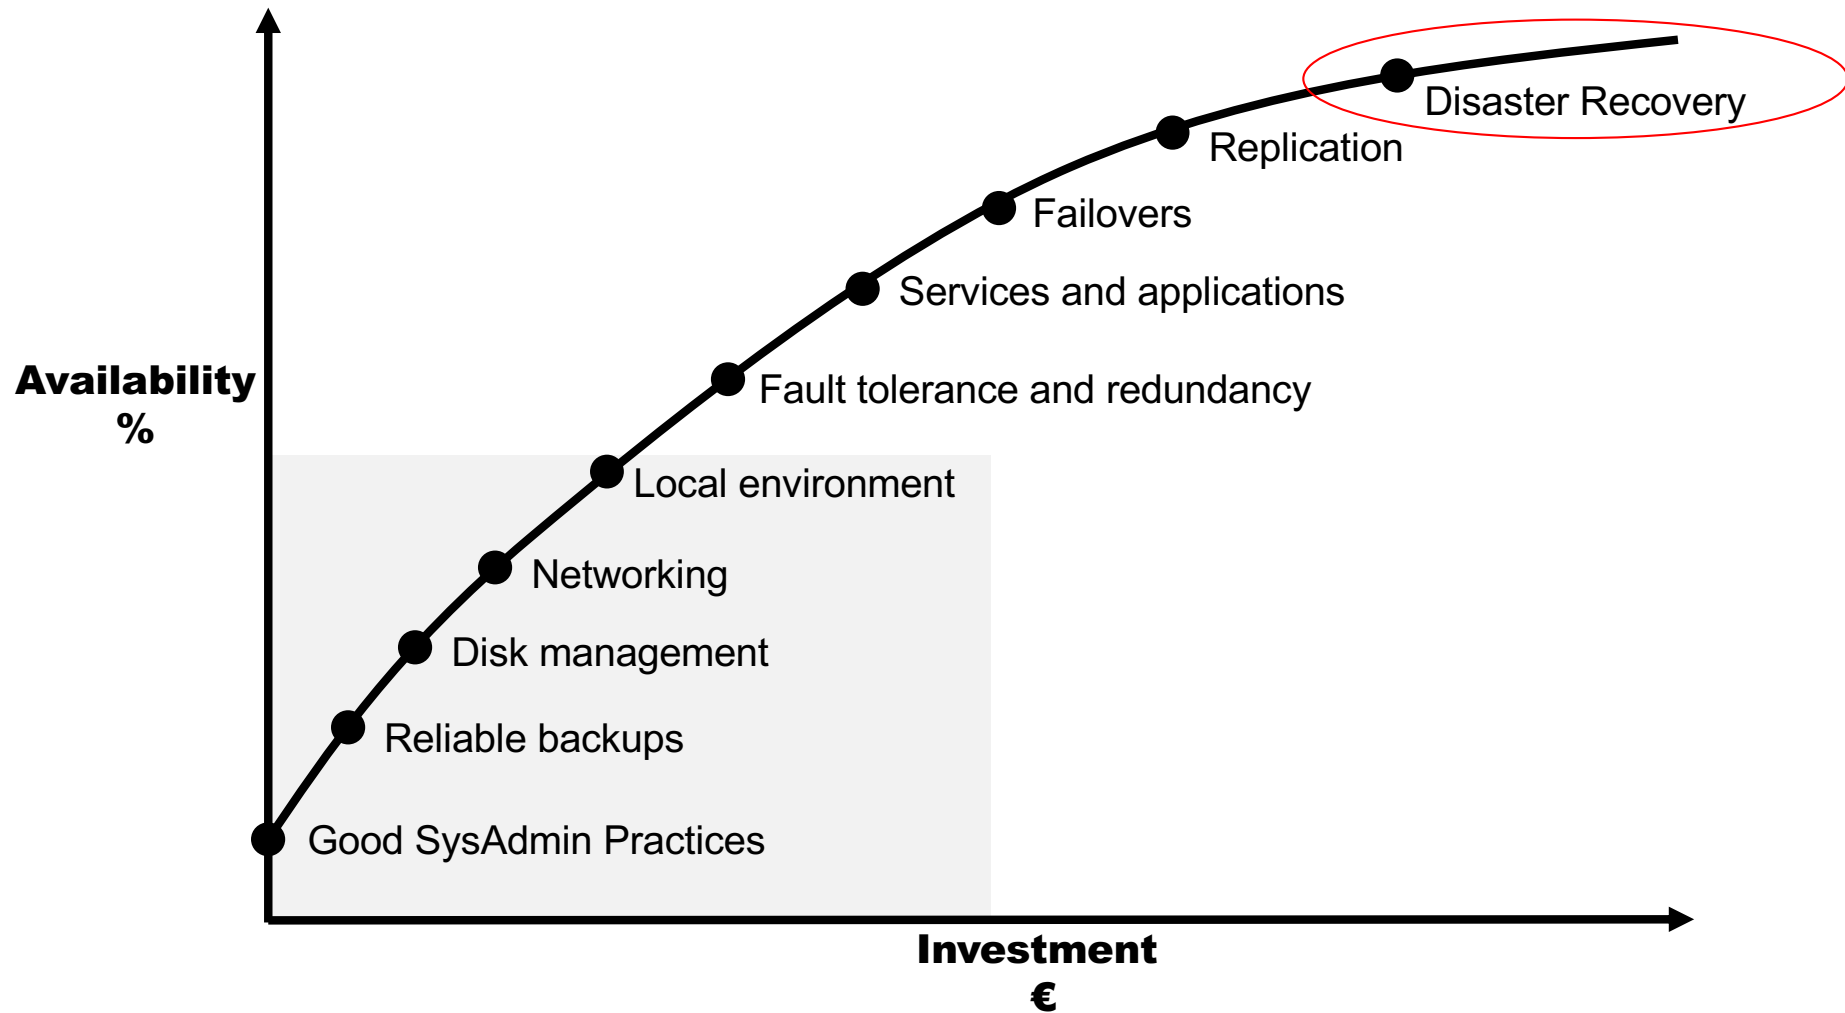 Disaster Recovery
Replication
Failovers
Services and applications
Availability
%
Fault tolerance and redundancy
Local environment
Networking
Disk management
Reliable backups
Good SysAdmin Practices
Investment
€